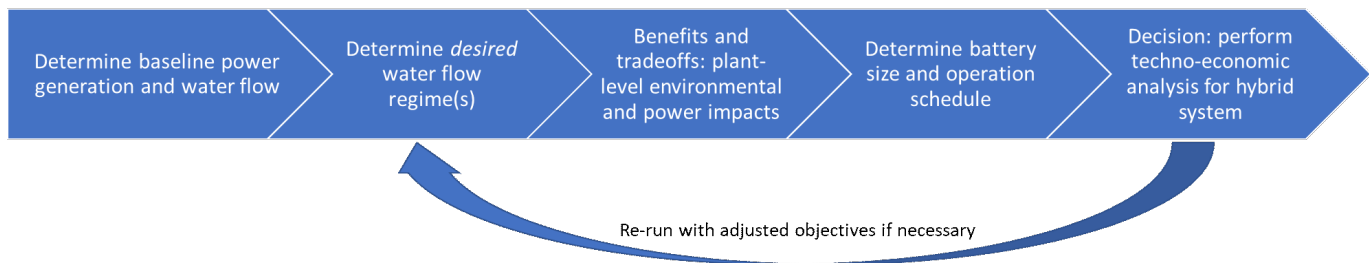 Determine baseline power
generation and water flow
Determine desired
water flow
regime(s)
Benefits and
tradeoffs: plant-
level environmental
and power impacts
Determine battery
size and operation
schedule
Decision: perform
techno-economic
analysis for hybrid
system
Re-run with adjusted objectives if necessary